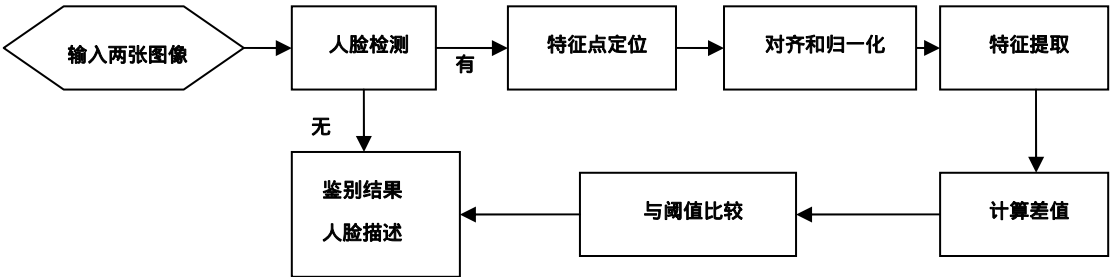 输入两张图像
人脸检测
有
特征点定位
对齐和归一化
特征提取
无
鉴别结果
人脸描述
与阈值比较
计算差值